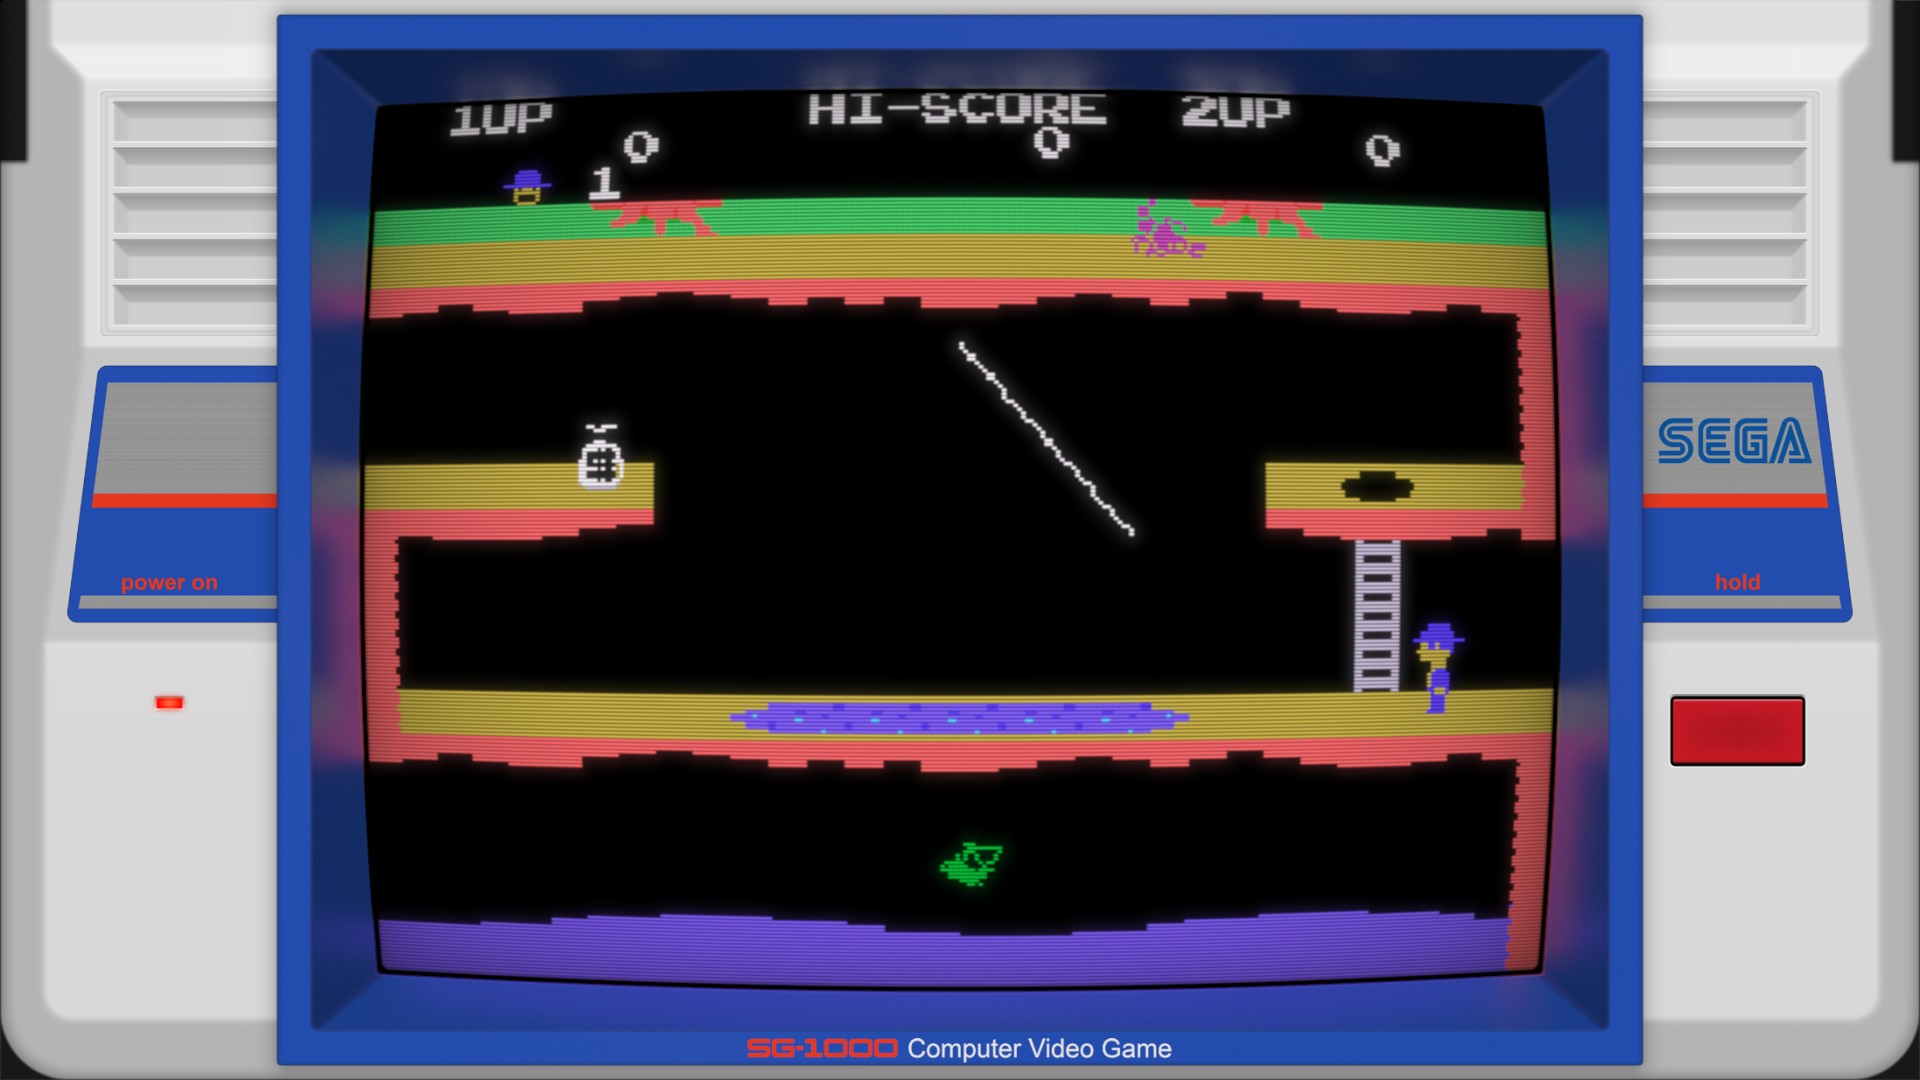 1UP HI-SCORE 2UP
0 0 0
1
SEGA
power on
hold
SG-1000 Computer Video Game